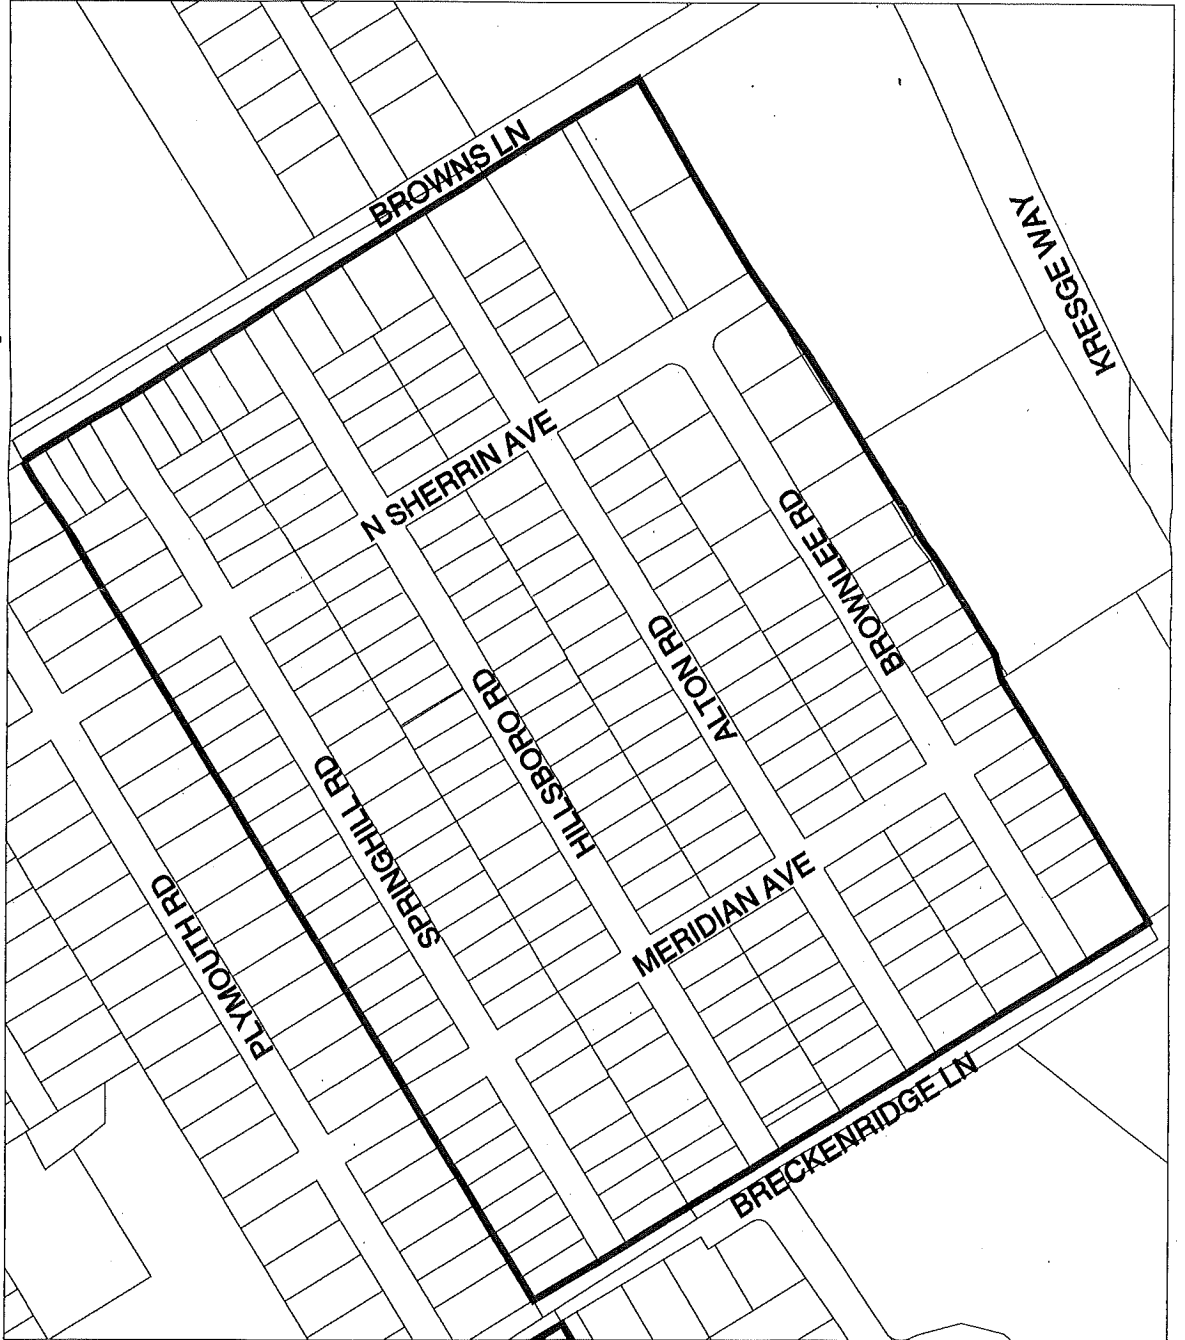 BROWNS LN
KRESGE WAY
N SHERRIN AVE
BROWNLEE RD
ALTON RD
HILLSBORO RD
SPRINGHILL RD
MERIDIAN AVE
PLYMOUTH RD
BRECKENRIDGE LN